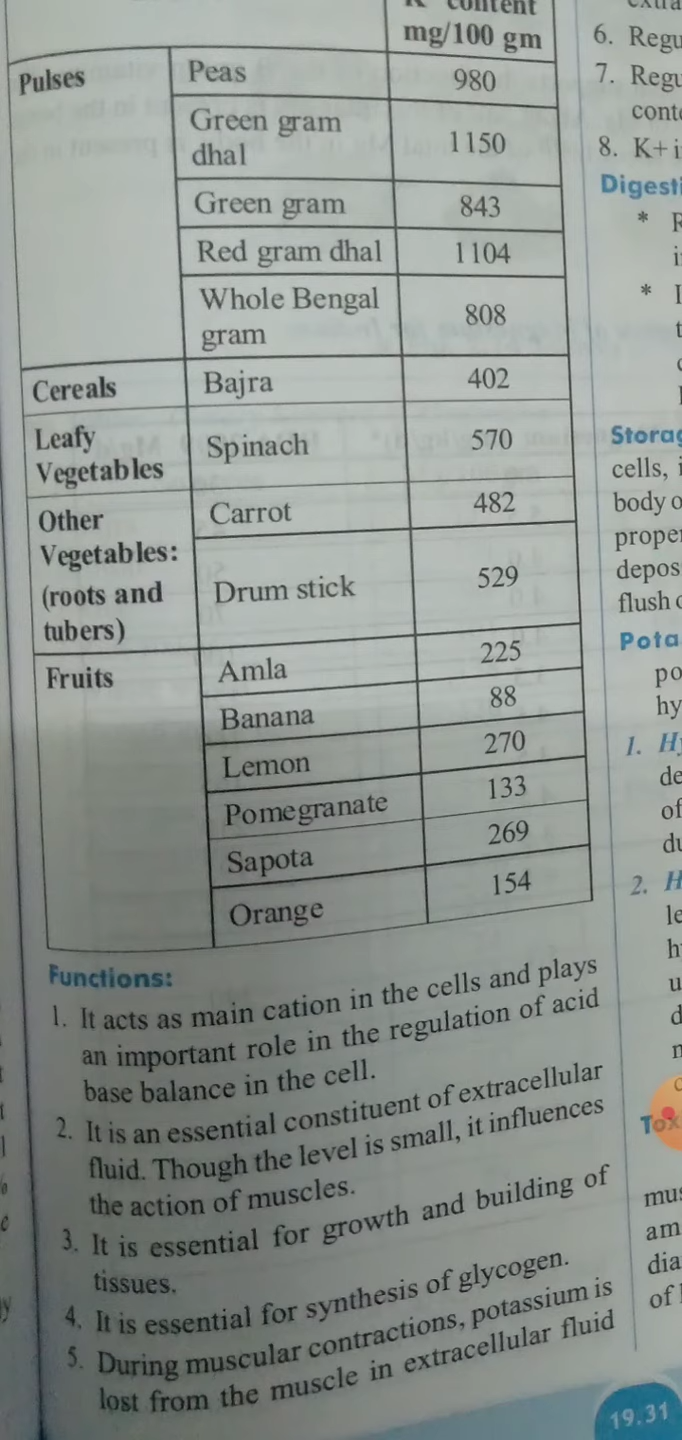 content
mg/100 gm
Pulses Peas 980
Green gram
dhal 1150
Green gram 843
Red gram dhal 1104
Whole Bengal
gram 808
Cereals Bajra 402
Leafy
Vegetables Spinach 570
Other
Vegetables:
(roots and
tubers) Carrot 482
Drum stick 529
Fruits Amla 225
Banana 88
Lemon 270
Pomegranate 133
Sapota 269
Orange 154
Functions:
1. It acts as main cation in the cells and plays
an important role in the regulation of acid
base balance in the cell.
2. It is an essential constituent of extracellular
fluid. Though the level is small, it influences
the action of muscles.
3. It is essential for growth and building of
tissues.
4. It is essential for synthesis of glycogen.
5. During muscular contractions, potassium is
lost from the muscle in extracellular fluid
6. Regu
7. Regu
conte
8. K+ i
Digesti
*
*
Storag
cells, i
body o
proper
depos
flush c
Pota
po
hy
1. Hy
de
of
du
2. H
le
h
u
d
Tox
mus
am
dia
of
19.31